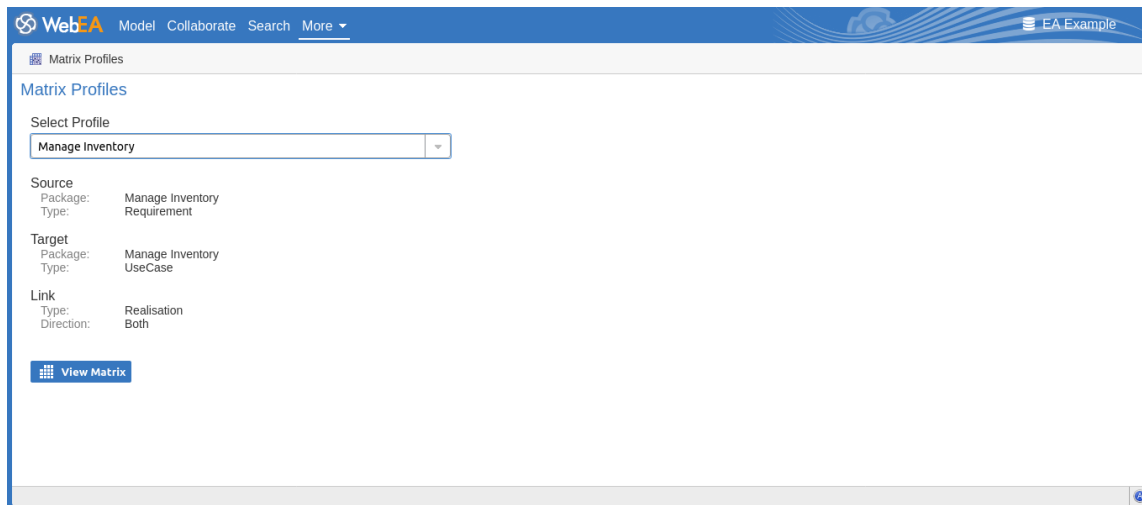 WebEA Model Collaborate Search More EA Example
Matrix Profiles
Matrix Profiles
Select Profile
Manage Inventory
Source
Package: Manage Inventory
Type: Requirement
Target
Package: Manage Inventory
Type: UseCase
Link
Type: Realisation
Direction: Both
View Matrix